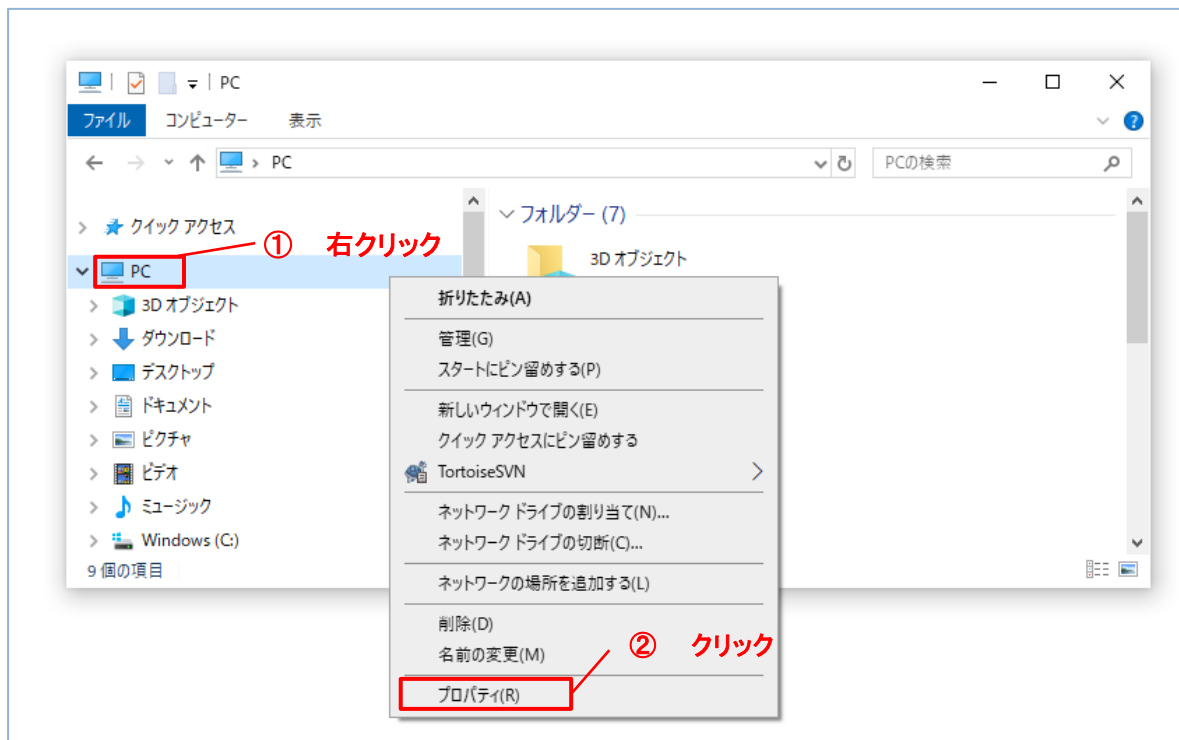 PC
ファイル コンピューター 表示
PC
PCの検索
クイック アクセス
PC
3D オブジェクト
ダウンロード
デスクトップ
ドキュメント
ピクチャ
ビデオ
ミュージック
Windows (C:)
9 個の項目
フォルダー (7)
3D オブジェクト
① 右クリック
折りたたみ(A)
管理(G)
スタートにピン留めする(P)
新しいウィンドウで開く(E)
クイック アクセスにピン留めする
TortoiseSVN
ネットワーク ドライブの割り当て(N)...
ネットワーク ドライブの切断(C)...
ネットワークの場所を追加する(L)
削除(D)
名前の変更(M)
② クリック
プロパティ(R)